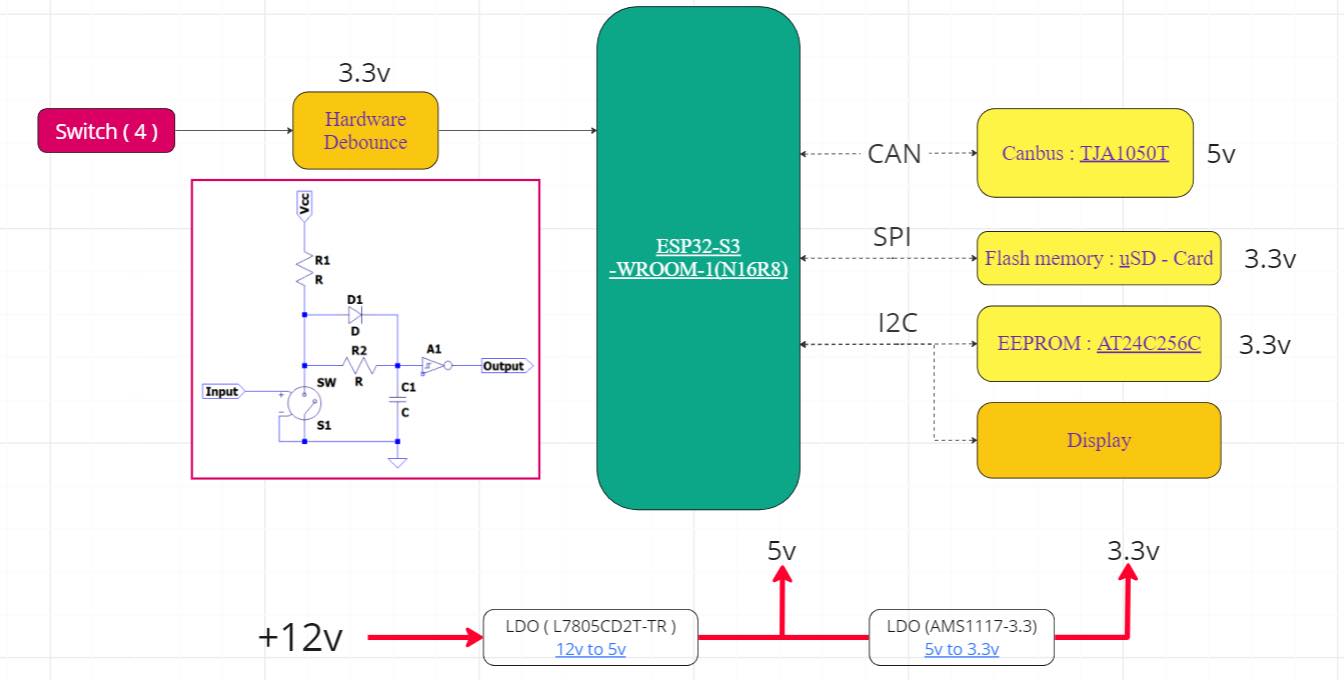 3.3v
Switch ( 4 )
Hardware
Debounce
Vcc
R1
R
D1
D
R2
R
A1
Output
Input
SW
S1
C1
C
ESP32-S3
-WROOM-1(N16R8)
CAN
Canbus : TJA1050T
5v
SPI
Flash memory : uSD - Card
3.3v
I2C
EEPROM : AT24C256C
3.3v
Display
5v
3.3v
+12v
LDO ( L7805CD2T-TR )
12v to 5v
LDO (AMS1117-3.3)
5v to 3.3v